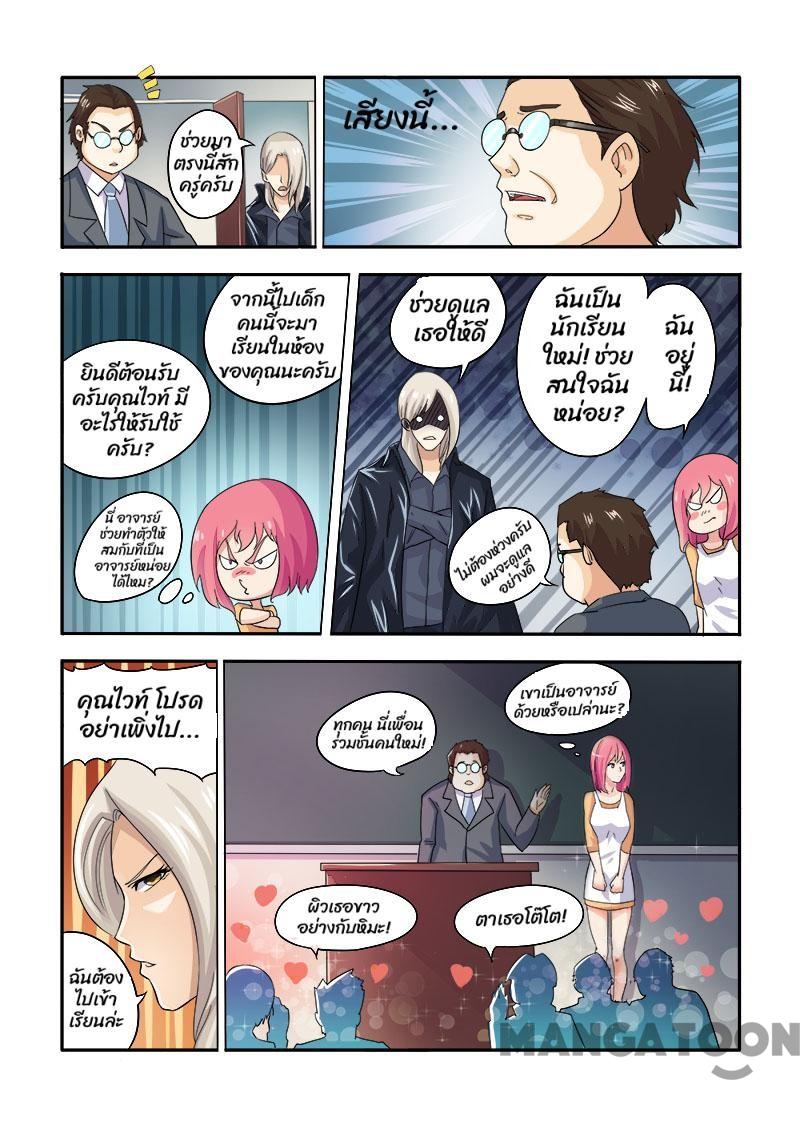 ช่วยมา
ตรงนี้สัก
ครู่ครับ
เสียงนี้...
จากนี้ไปเด็ก
คนนี้จะมา
เรียนในห้อง
ของคุณนะครับ
ยินดีต้อนรับ
ครับคุณไวท์ มี
อะไรให้รับใช้
ครับ?
นี่ อาจารย์
ช่วยทำตัวให้
สมกับที่เป็น
อาจารย์หน่อย
ได้ไหม?
ช่วยดูแล
เธอให้ดี
ฉันเป็น
นักเรียน
ใหม่! ช่วย
สนใจฉัน
หน่อย?
ฉัน
อยู่
นี่!
ไม่ต้องห่วงครับ
ผมจะดูแล
อย่างดี
คุณไวท์ โปรด
อย่าเพิ่งไป...
ฉันต้อง
ไปเข้า
เรียนล่ะ
ทุกคน นี่เพื่อน
ร่วมชั้นคนใหม่!
เขาเป็นอาจารย์
ด้วยหรือเปล่านะ?
ผิวเธอขาว
อย่างกับหิมะ!
ตาเธอโต๊โต!
MANGATOON